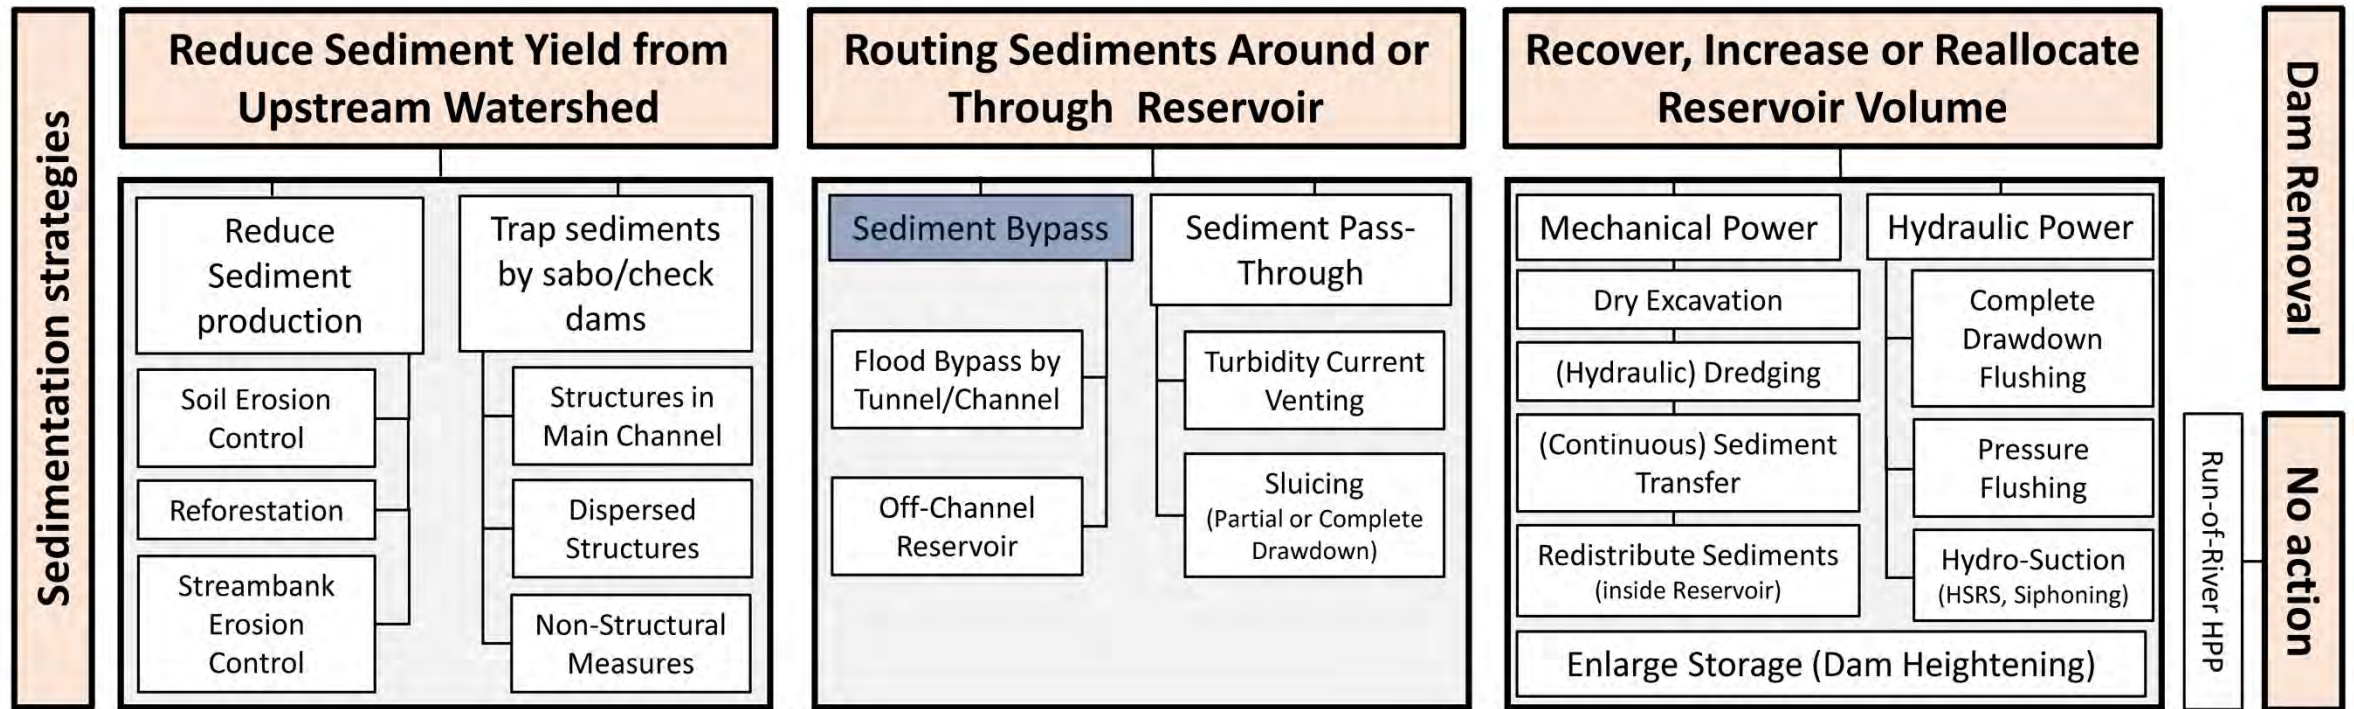 Sedimentation strategies
Reduce Sediment Yield from
Upstream Watershed
Reduce
Sediment
production
Soil Erosion
Control
Reforestation
Streambank
Erosion
Control
Trap sediments
by sabo/check
dams
Structures in
Main Channel
Dispersed
Structures
Non-Structural
Measures
Routing Sediments Around or
Through Reservoir
Sediment Bypass
Flood Bypass by
Tunnel/Channel
Off-Channel
Reservoir
Sediment Pass-
Through
Turbidity Current
Venting
Sluicing
(Partial or Complete
Drawdown)
Recover, Increase or Reallocate
Reservoir Volume
Mechanical Power
Dry Excavation
(Hydraulic) Dredging
(Continuous) Sediment
Transfer
Redistribute Sediments
(inside Reservoir)
Hydraulic Power
Complete
Drawdown
Flushing
Pressure
Flushing
Hydro-Suction
(HSRS, Siphoning)
Enlarge Storage (Dam Heightening)
Dam Removal
No action
Run-of-River HPP